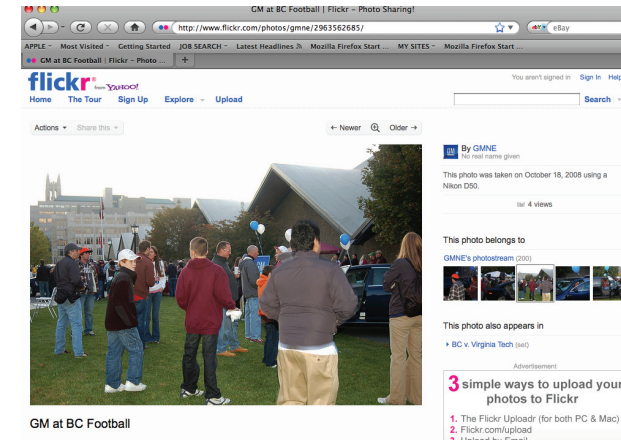 GM at BC Football | Flickr – Photo Sharing!
http://www.flickr.com/photos/gmne/2963562685/
eBay
APPLE Most Visited Getting Started JOB SEARCH Latest Headlines Mozilla Firefox Start ... MY SITES Mozilla Firefox Start ...
GM at BC Football | Flickr – Photo ...
flickr from YAHOO!
You aren't signed in Sign In Help
Home The Tour Sign Up Explore Upload
Search
Actions Share this
← Newer Older →
By GMNE
No real name given
This photo was taken on October 18, 2008 using a
Nikon D50.
4 views
This photo belongs to
GMNE's photostream (200)
This photo also appears in
BC v. Virginia Tech (set)
Advertisement
3 simple ways to upload your
photos to Flickr
1. The Flickr Uploadr (for both PC & Mac)
2. Flickr.com/upload
3. Upload by Email
GM at BC Football